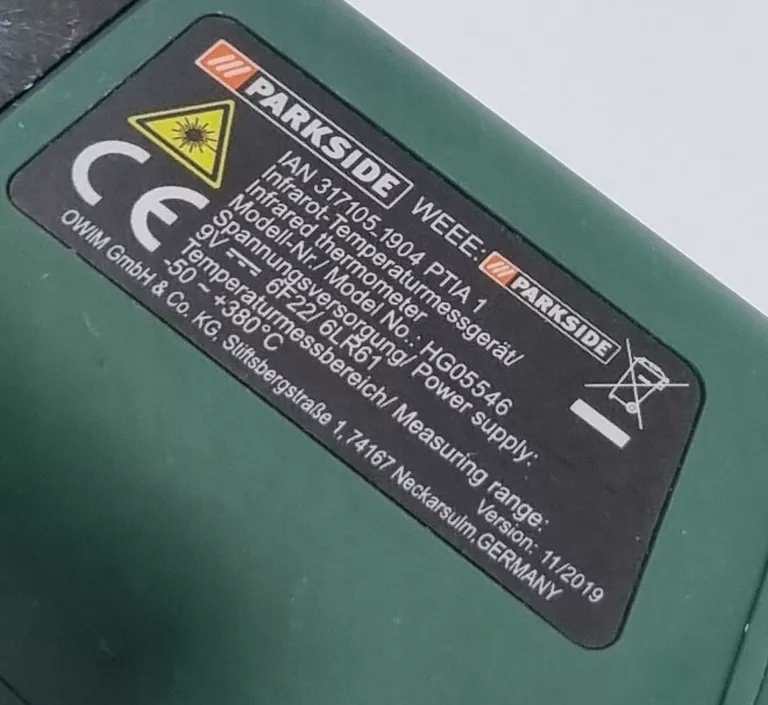 PARKSIDE
WEEE: PARKSIDE
IAN 317105_1904 PTIA 1
Infrarot-Temperaturmessgerät/
Infrared thermometer
Modell-Nr./ Model No.: HG05546
Spannungsversorgung/ Power supply:
9V 6F22/ 6LR61
Temperaturmessbereich/ Measuring range:
-50 ~ +380°C
Version: 11/2019
CE
OWIM GmbH & Co. KG, Stiftsbergstraße 1, 74167 Neckarsulm, GERMANY